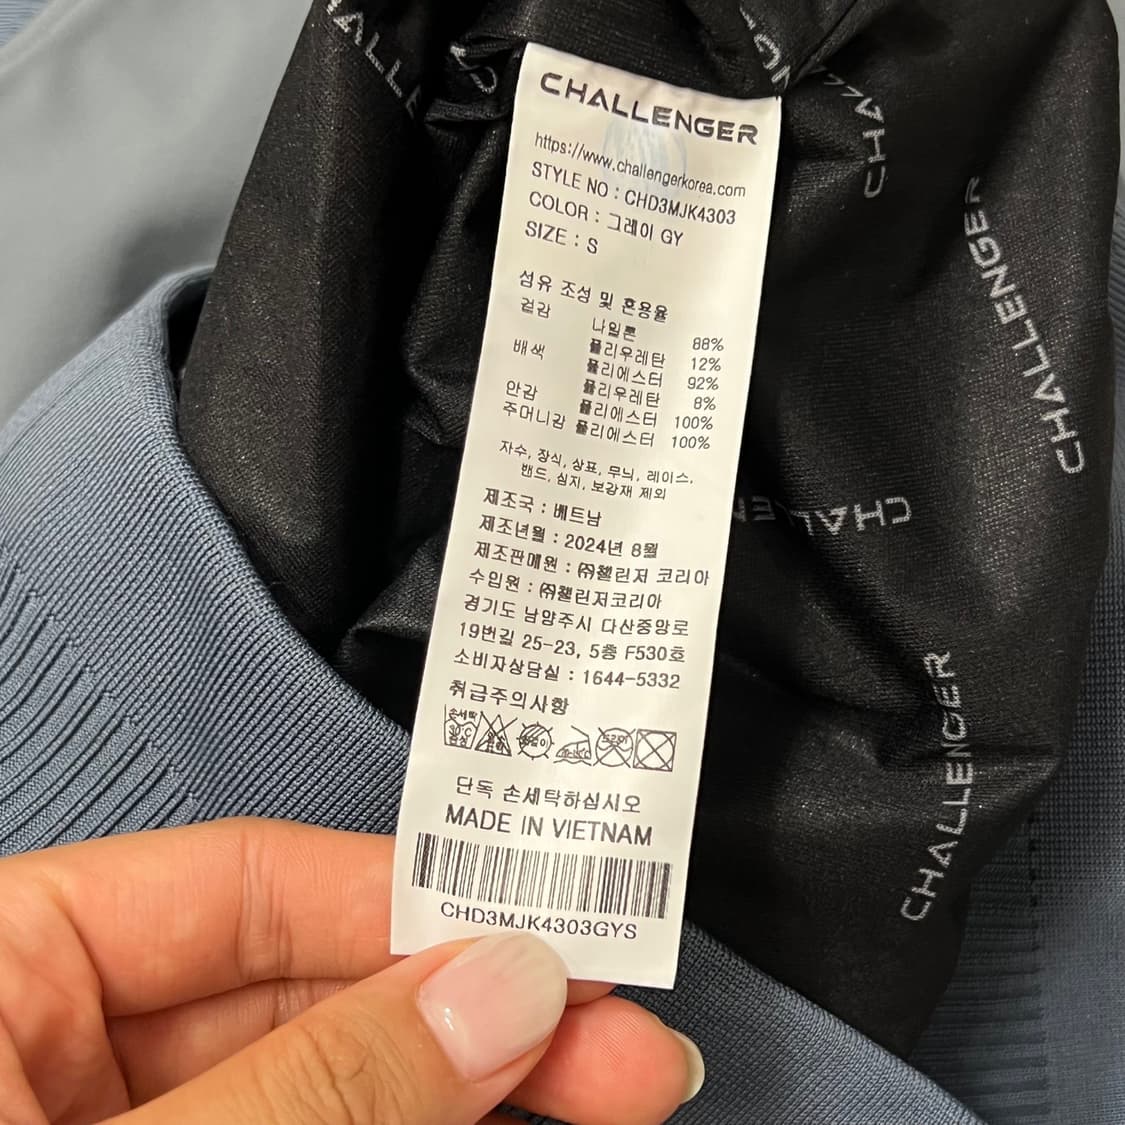 CHALLENGER
https://www.challengerkorea.com
STYLE NO : CHD3MJK4303
COLOR : 그레이 GY
SIZE : S
섬유 조성 및 혼용율
겉감 나일론 88%
폴리우레탄 12%
배색 폴리에스터 92%
폴리우레탄 8%
안감 폴리에스터 100%
주머니감 폴리에스터 100%
자수, 장식, 상표, 무늬, 레이스,
밴드, 심지, 보강재 제외
제조국 : 베트남
제조년월 : 2024년 8월
제조판매원 : ㈜챌린저 코리아
수입원 : ㈜챌린저코리아
경기도 남양주시 다산중앙로
19번길 25-23, 5층 F530호
소비자상담실 : 1644-5332
취급주의사항
손세탁
30℃
중성
드라이
단독 손세탁하십시오
MADE IN VIETNAM
CHD3MJK4303GYS
CHALLENGER
CHALLENGER
CHALLENGER